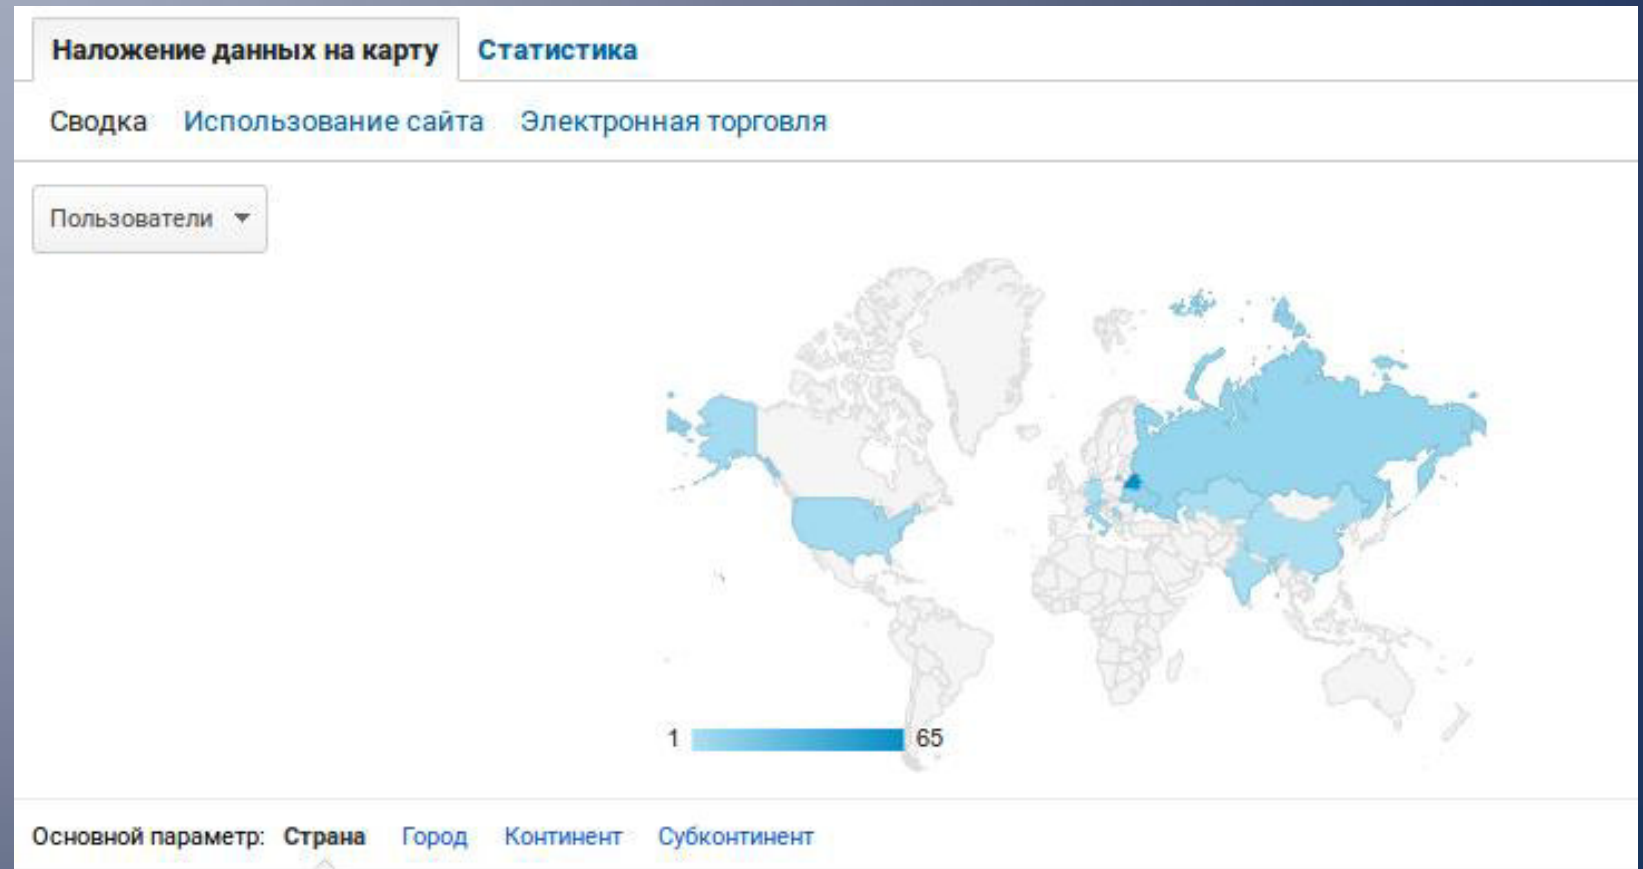 Наложение данных на карту Статистика
Сводка Использование сайта Электронная торговля
Пользователи
1 65
Основной параметр: Страна Город Континент Субконтинент